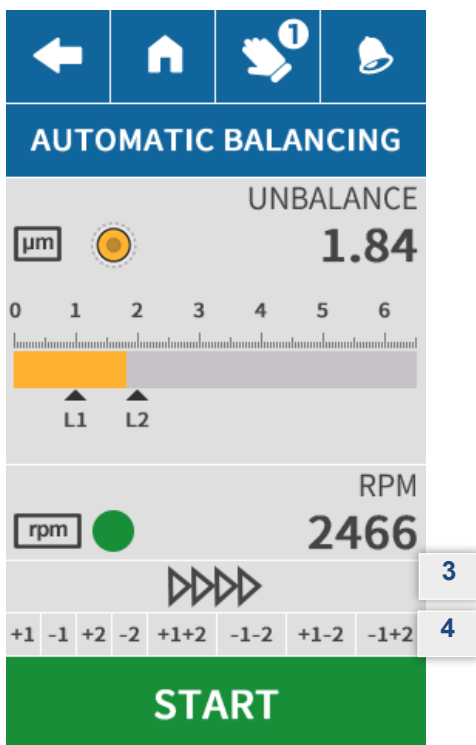 1
AUTOMATIC BALANCING
UNBALANCE
µm
1.84
0 1 2 3 4 5 6
L1 L2
RPM
rpm
2466
3
+1 -1 +2 -2 +1+2 -1-2 +1-2 -1+2
4
START